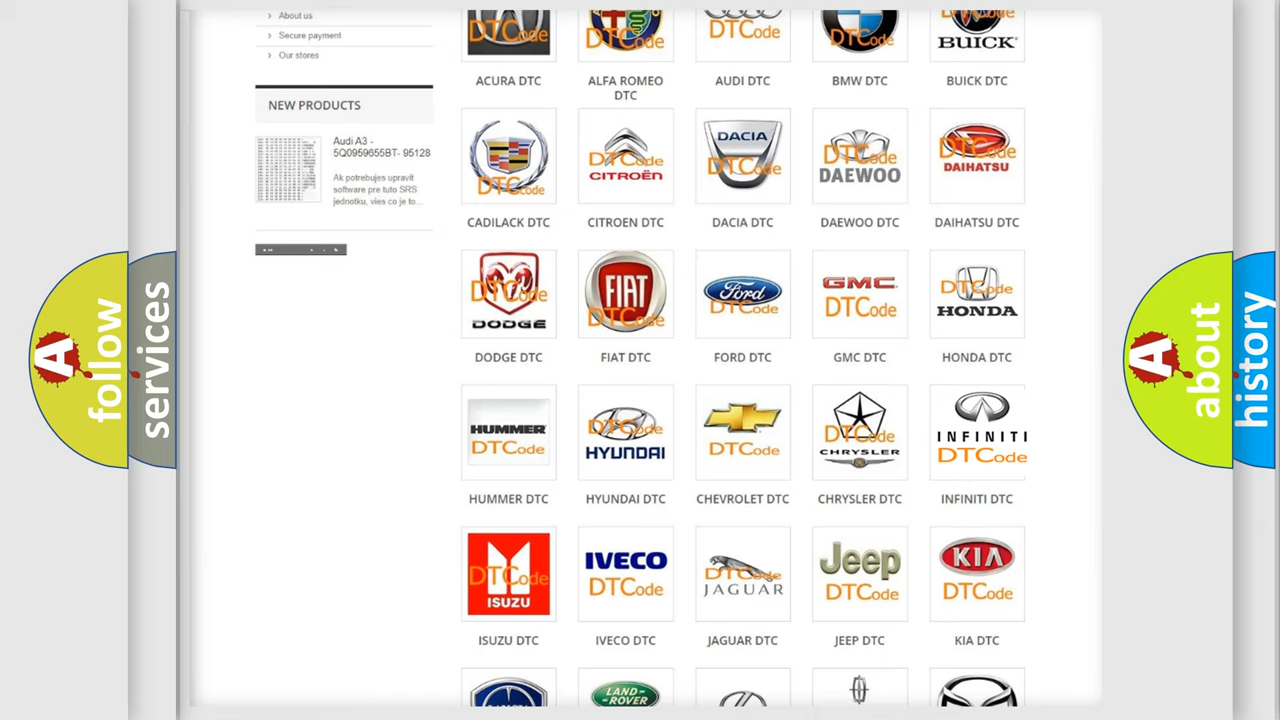 About us
Secure payment
Our stores
NEW PRODUCTS
Audi A3 -
5Q0959655BT- 95128
Ak potrebujes upravit
software pre tuto SRS
jednotku, vies co je to...
DTCode
DTCode
DTCode
DTCode
BUICK
ACURA DTC
ALFA ROMEO
DTC
AUDI DTC
BMW DTC
BUICK DTC
DTCode
DTCode
CITROËN
DACIA
DTCode
DTCode
DAEWOO
DTCode
DAIHATSU
CADILACK DTC
CITROEN DTC
DACIA DTC
DAEWOO DTC
DAIHATSU DTC
DTCode
DODGE
FIAT
DTCode
Ford
DTCode
GMC
DTCode
DTCode
HONDA
DODGE DTC
FIAT DTC
FORD DTC
GMC DTC
HONDA DTC
HUMMER
DTCode
DTCode
HYUNDAI
DTCode
DTCode
CHRYSLER
INFINITI
DTCode
HUMMER DTC
HYUNDAI DTC
CHEVROLET DTC
CHRYSLER DTC
INFINITI DTC
DTCode
ISUZU
IVECO
DTCode
DTCode
JAGUAR
Jeep
DTCode
KIA
DTCode
ISUZU DTC
IVECO DTC
JAGUAR DTC
JEEP DTC
KIA DTC
LAND-
ROVER
A follow
services
A about
history